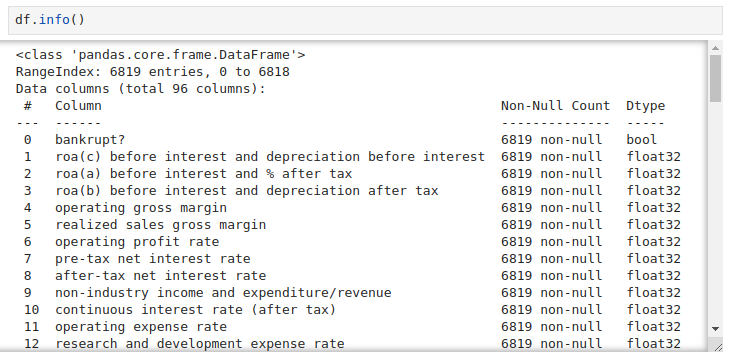 df.info()
<class 'pandas.core.frame.DataFrame'>
RangeIndex: 6819 entries, 0 to 6818
Data columns (total 96 columns):
 #   Column                                                   Non-Null Count  Dtype
---  ------                                                   --------------  -----
 0   bankrupt?                                                6819 non-null   bool
 1   roa(c) before interest and depreciation before interest  6819 non-null   float32
 2   roa(a) before interest and % after tax                   6819 non-null   float32
 3   roa(b) before interest and depreciation after tax        6819 non-null   float32
 4   operating gross margin                                   6819 non-null   float32
 5   realized sales gross margin                              6819 non-null   float32
 6   operating profit rate                                    6819 non-null   float32
 7   pre-tax net interest rate                                6819 non-null   float32
 8   after-tax net interest rate                              6819 non-null   float32
 9   non-industry income and expenditure/revenue              6819 non-null   float32
 10  continuous interest rate (after tax)                     6819 non-null   float32
 11  operating expense rate                                   6819 non-null   float32
 12  research and development expense rate                    6819 non-null   float32